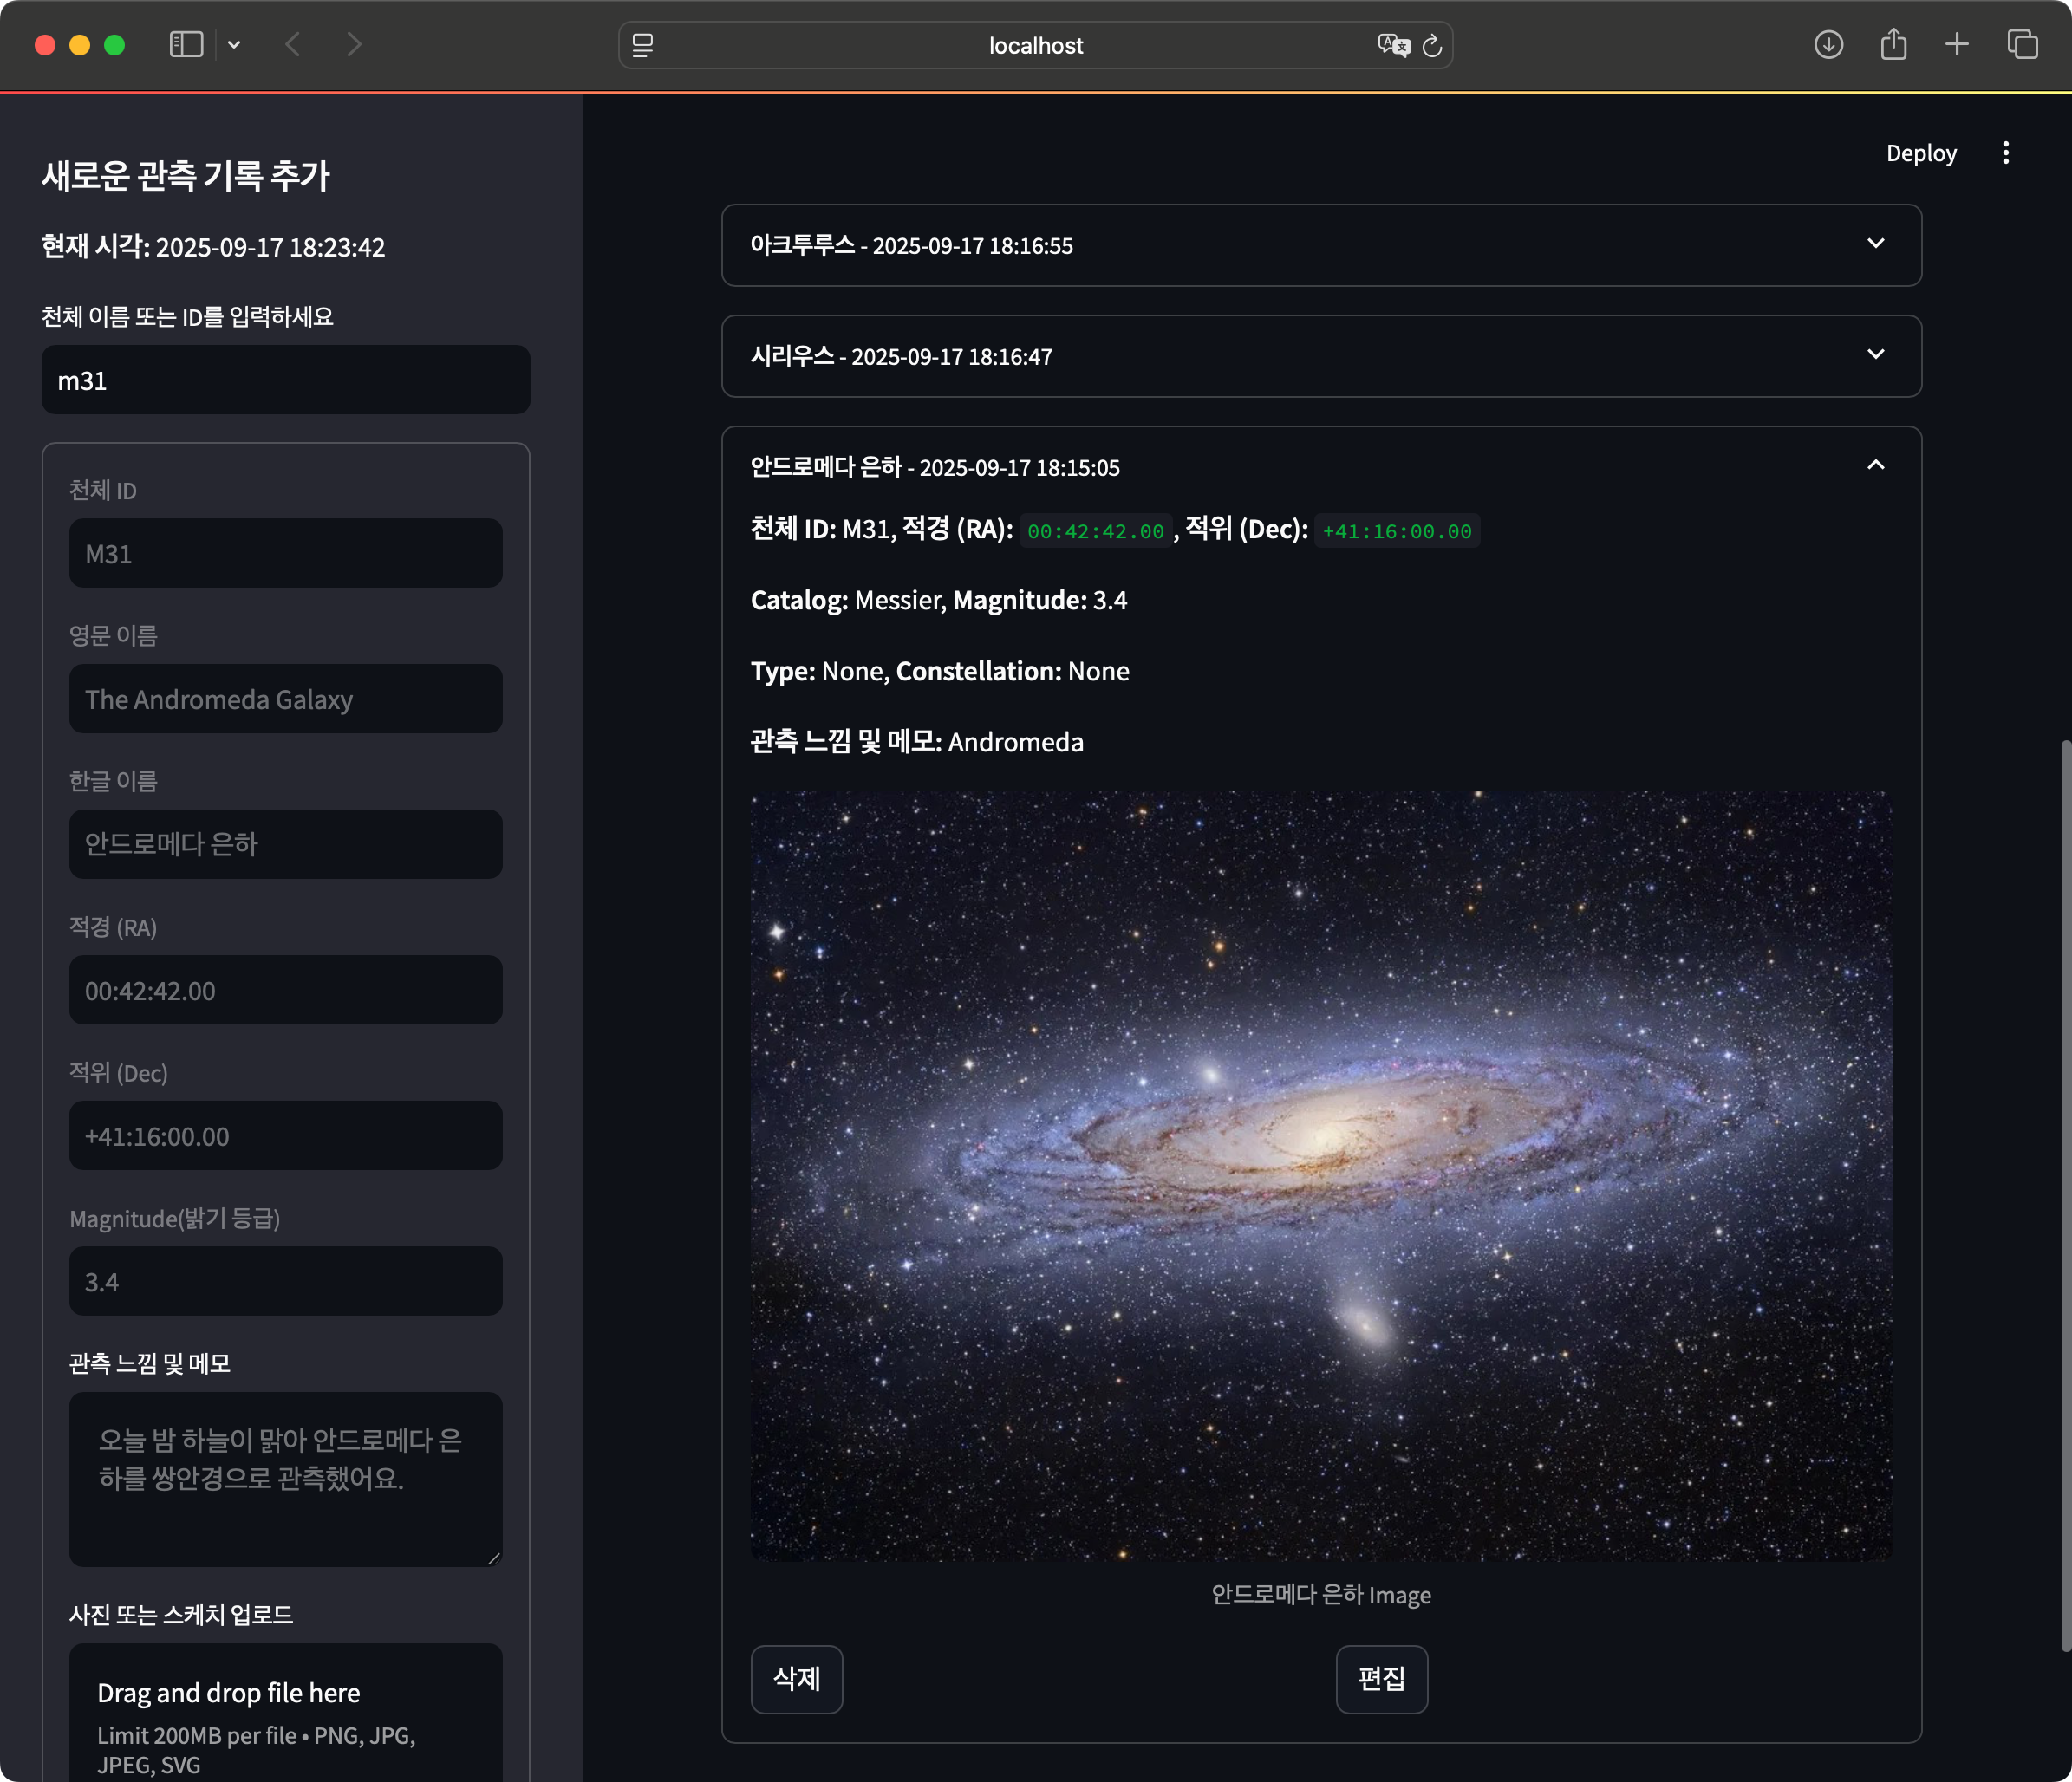 localhost
새로운 관측 기록 추가
현재 시각: 2025-09-17 18:23:42
천체 이름 또는 ID를 입력하세요
m31
천체 ID
M31
영문 이름
The Andromeda Galaxy
한글 이름
안드로메다 은하
적경 (RA)
00:42:42.00
적위 (Dec)
+41:16:00.00
Magnitude(밝기 등급)
3.4
관측 느낌 및 메모
오늘 밤 하늘이 맑아 안드로메다 은
하를 쌍안경으로 관측했어요.
사진 또는 스케치 업로드
Drag and drop file here
Limit 200MB per file • PNG, JPG,
JPEG, SVG
Deploy
아크투루스 - 2025-09-17 18:16:55
시리우스 - 2025-09-17 18:16:47
안드로메다 은하 - 2025-09-17 18:15:05
천체 ID: M31, 적경 (RA): 00:42:42.00 , 적위 (Dec): +41:16:00.00
Catalog: Messier, Magnitude: 3.4
Type: None, Constellation: None
관측 느낌 및 메모: Andromeda
안드로메다 은하 Image
삭제
편집